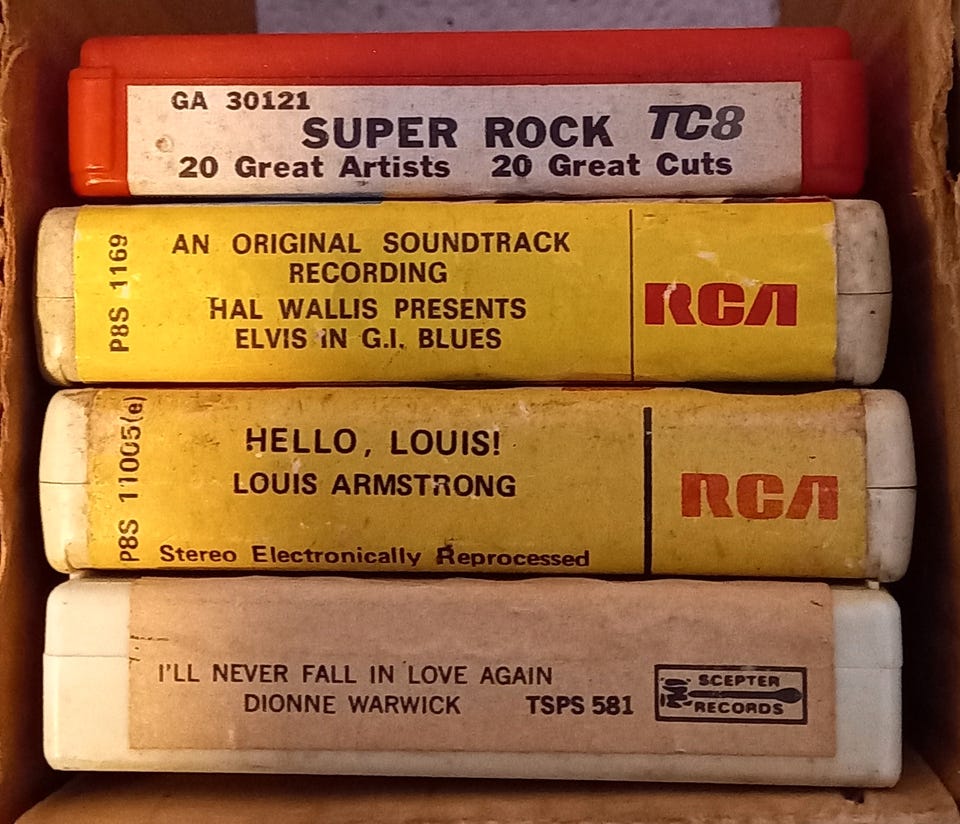 GA 30121
SUPER ROCK TC8
20 Great Artists 20 Great Cuts
P8S 1169
AN ORIGINAL SOUNDTRACK
RECORDING
HAL WALLIS PRESENTS
ELVIS IN G.I. BLUES
RCA
P8S 11005(e)
HELLO, LOUIS!
LOUIS ARMSTRONG
Stereo Electronically Reprocessed
RCA
I'LL NEVER FALL IN LOVE AGAIN
DIONNE WARWICK TSPS 581
SCEPTER
RECORDS